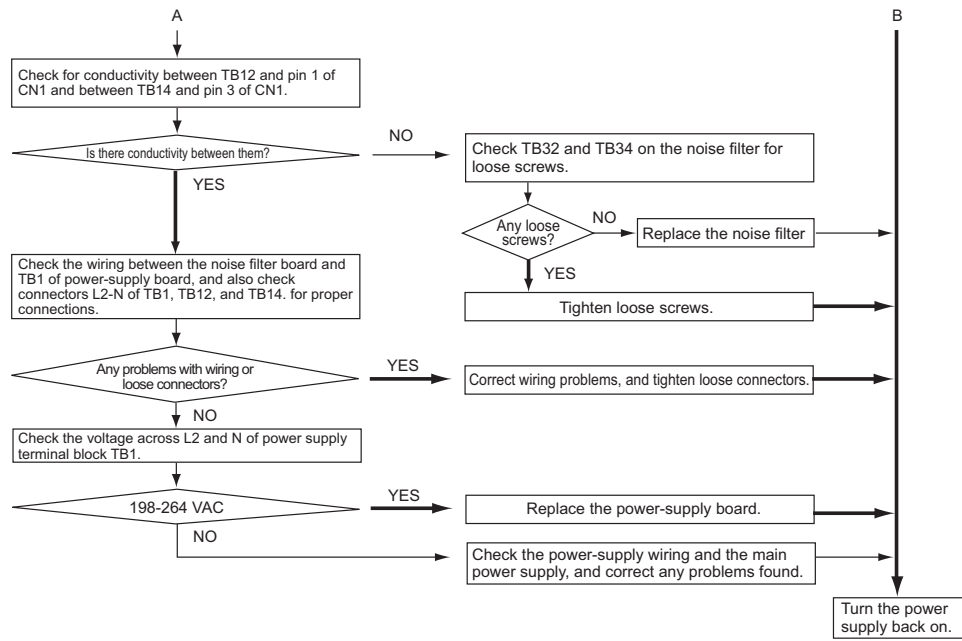 A
B
Check for conductivity between TB12 and pin 1 of
CN1 and between TB14 and pin 3 of CN1.
Is there conductivity between them?
NO
YES
Check TB32 and TB34 on the noise filter for
loose screws.
Any loose
screws?
NO
Replace the noise filter
YES
Tighten loose screws.
Check the wiring between the noise filter board and
TB1 of power-supply board, and also check
connectors L2-N of TB1, TB12, and TB14. for proper
connections.
Any problems with wiring or
loose connectors?
YES
Correct wiring problems, and tighten loose connectors.
NO
Check the voltage across L2 and N of power supply
terminal block TB1.
198-264 VAC
YES
Replace the power-supply board.
NO
Check the power-supply wiring and the main
power supply, and correct any problems found.
Turn the power
supply back on.